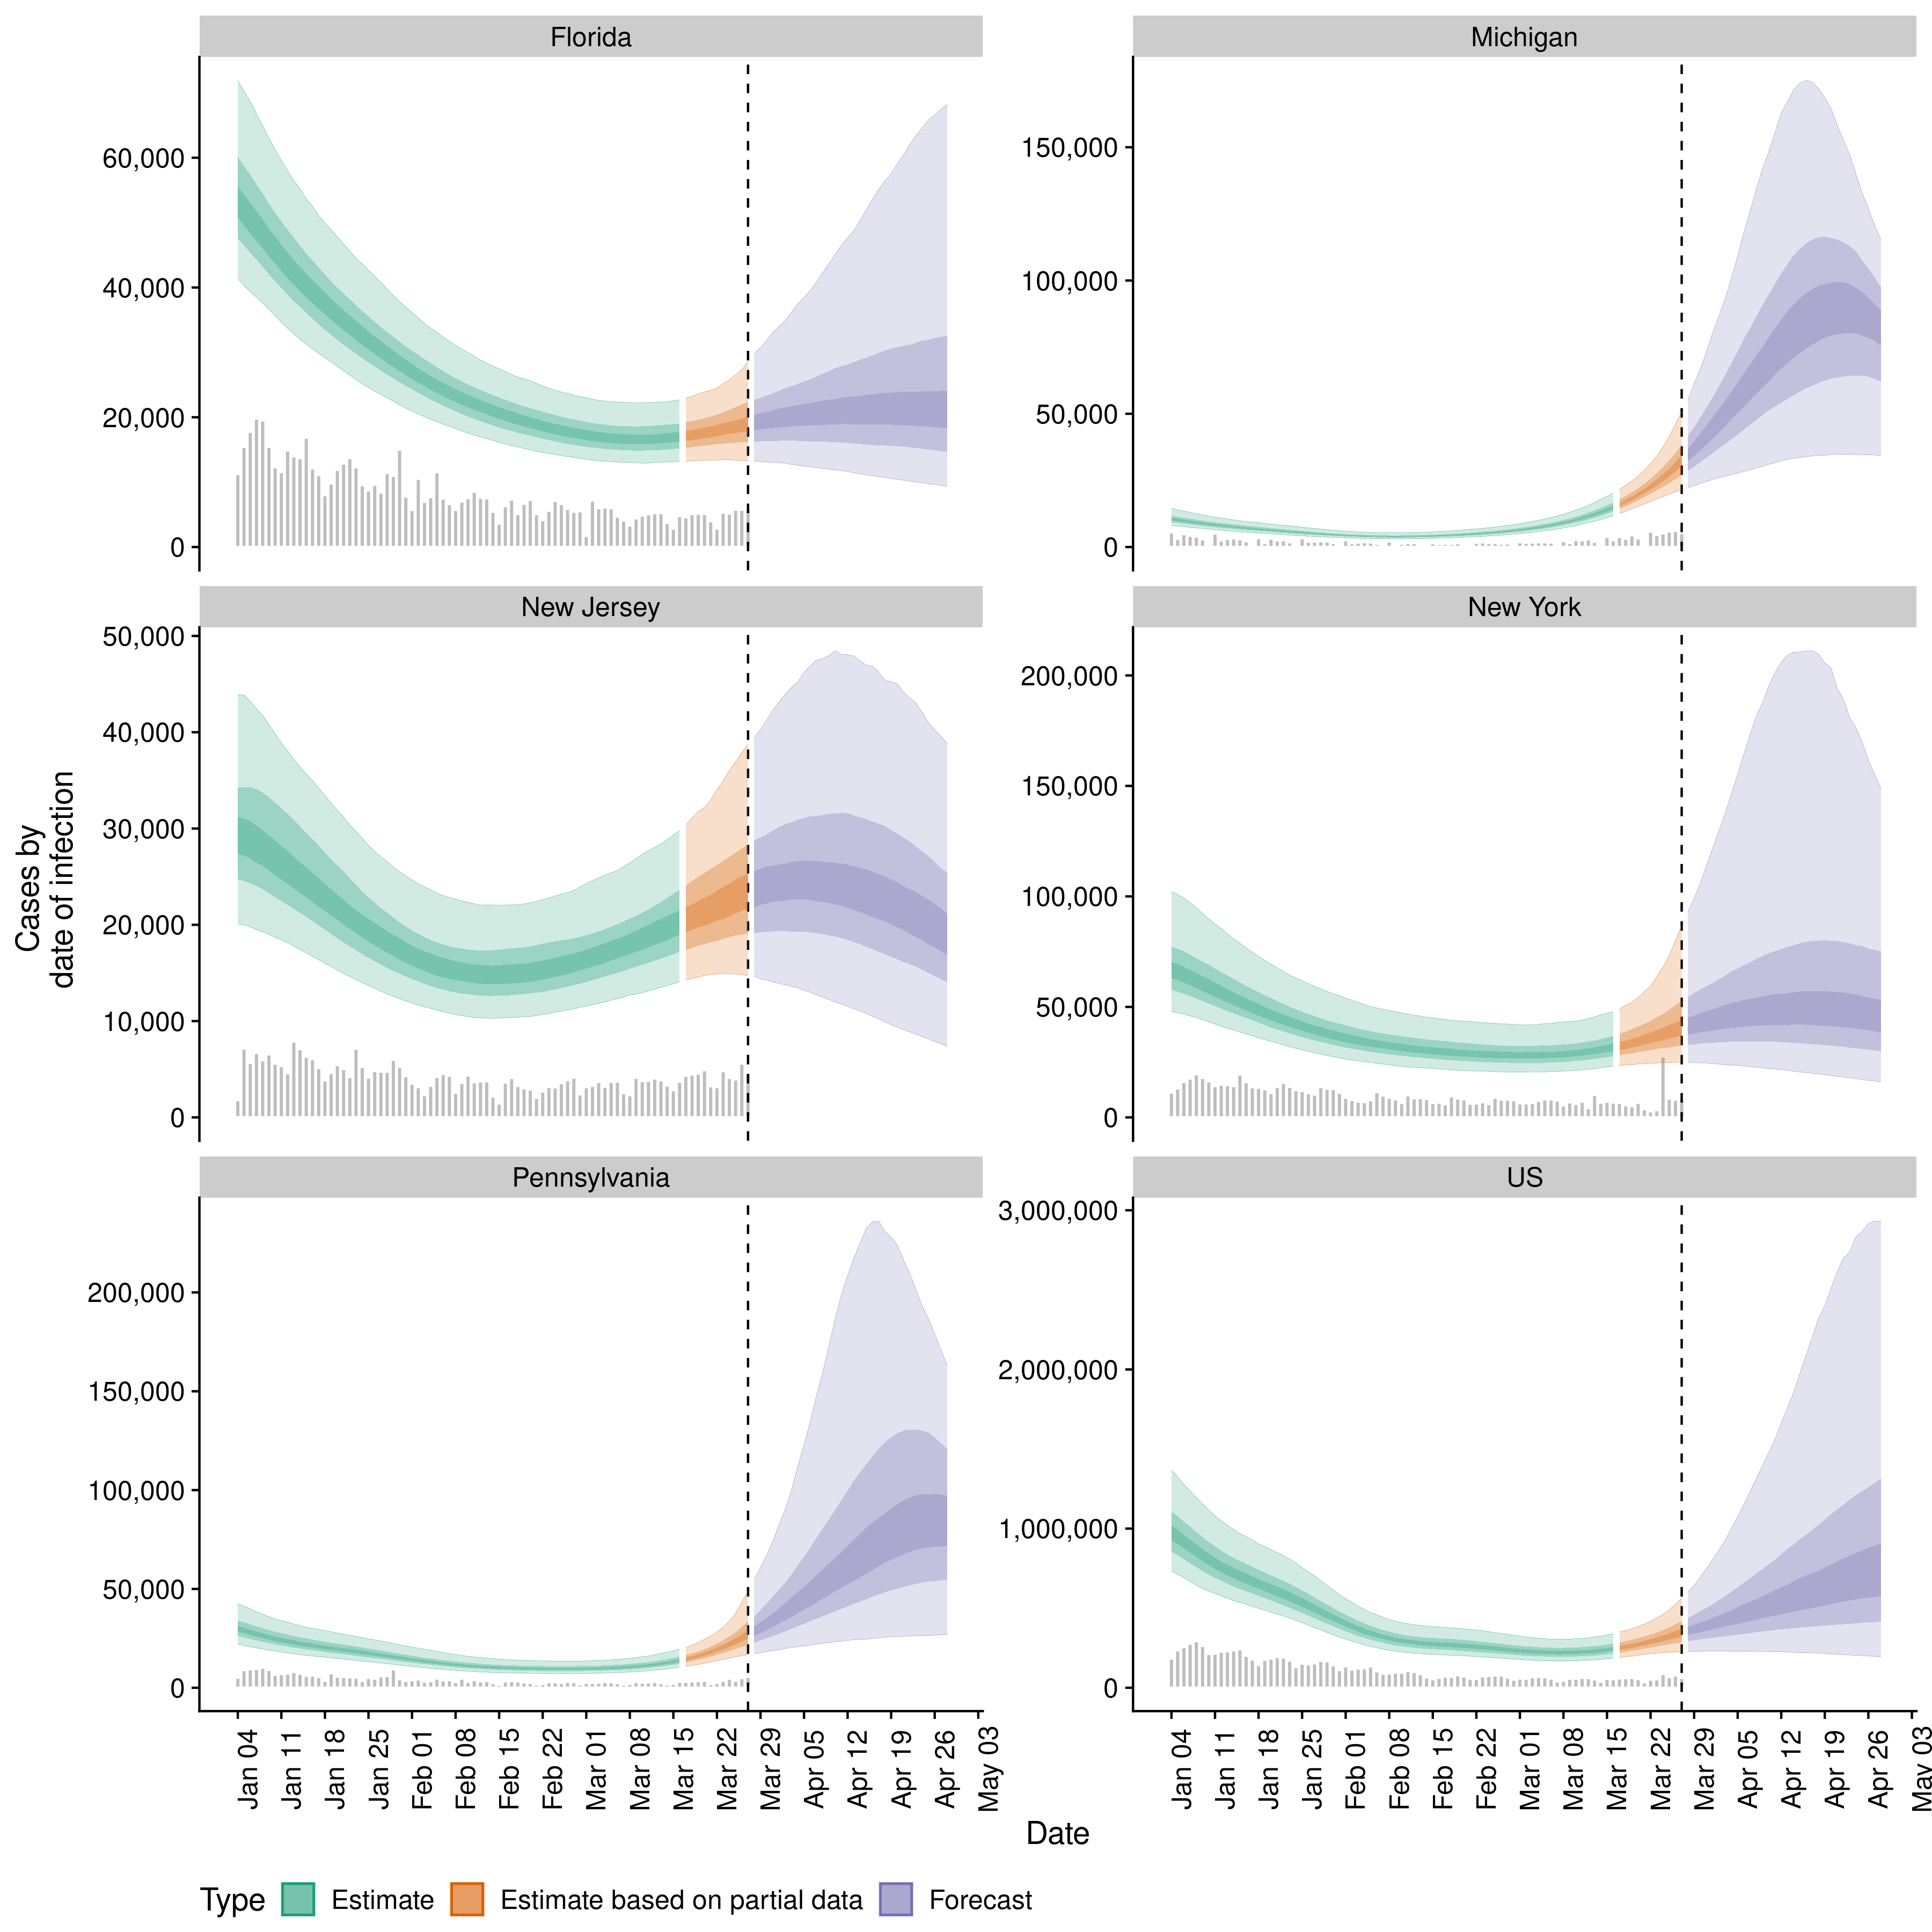 Florida
Michigan
60,000
40,000
20,000
0
150,000
100,000
50,000
0
New Jersey
New York
50,000
40,000
30,000
20,000
10,000
0
200,000
150,000
100,000
50,000
0
Pennsylvania
US
200,000
150,000
100,000
50,000
0
3,000,000
2,000,000
1,000,000
0
Cases by
date of infection
Jan 04
Jan 11
Jan 18
Jan 25
Feb 01
Feb 08
Feb 15
Feb 22
Mar 01
Mar 08
Mar 15
Mar 22
Mar 29
Apr 05
Apr 12
Apr 19
Apr 26
May 03
Jan 04
Jan 11
Jan 18
Jan 25
Feb 01
Feb 08
Feb 15
Feb 22
Mar 01
Mar 08
Mar 15
Mar 22
Mar 29
Apr 05
Apr 12
Apr 19
Apr 26
May 03
Date
Type Estimate Estimate based on partial data Forecast